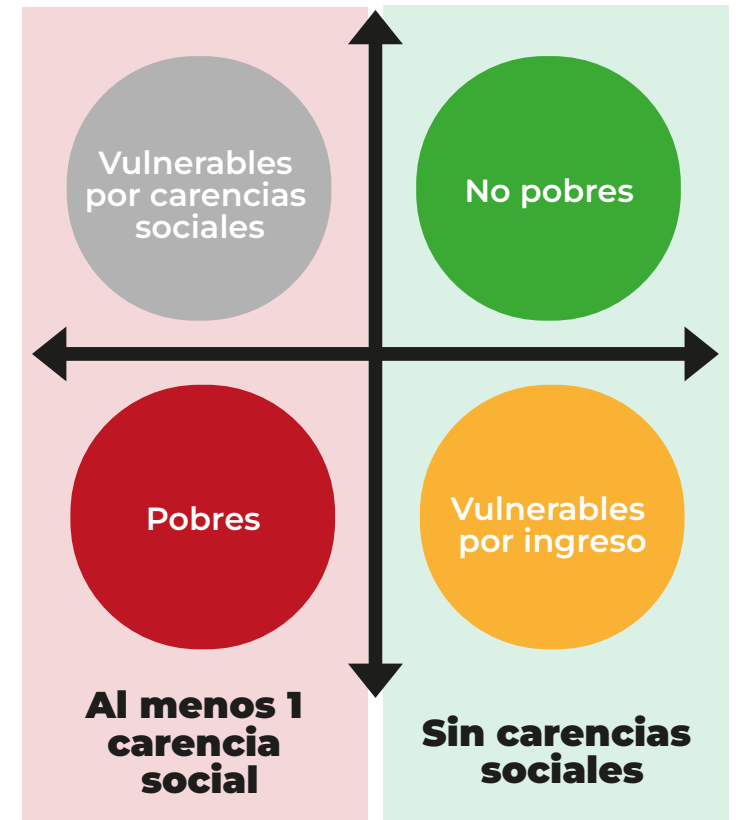 Vulnerables
por carencias
sociales
No pobres
Pobres
Vulnerables
por ingreso
Al menos 1
carencia
social
Sin carencias
sociales